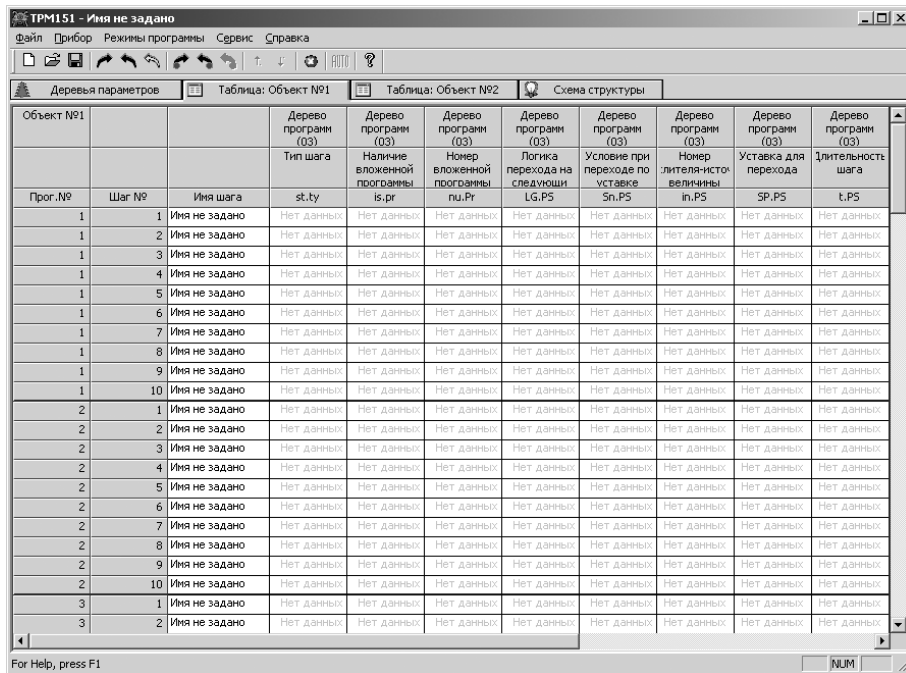 ТРМ151 - Имя не задано
Файл Прибор Режимы программы Сервис Справка
AUTO ?
Деревья параметров Таблица: Объект №1 Таблица: Объект №2 Схема структуры
Объект №1 Дерево программ (03) Дерево программ (03) Дерево программ (03) Дерево программ (03) Дерево программ (03) Дерево программ (03) Дерево программ (03) Дерево программ (03)
Тип шага Наличие вложенной программы Номер вложенной программы Логика перехода на следующи Условие при переходе по уставке Номер величины Уставка для перехода Длительность шага
Прог.№ Шаг № Имя шага st.ty is.pr nu.Pr LG.PS Sn.PS in.PS SP.PS t.PS
1 1 Имя не задано Нет данных Нет данных Нет данных Нет данных Нет данных Нет данных Нет данных Нет данных
1 2 Имя не задано Нет данных Нет данных Нет данных Нет данных Нет данных Нет данных Нет данных Нет данных
1 3 Имя не задано Нет данных Нет данных Нет данных Нет данных Нет данных Нет данных Нет данных Нет данных
1 4 Имя не задано Нет данных Нет данных Нет данных Нет данных Нет данных Нет данных Нет данных Нет данных
1 5 Имя не задано Нет данных Нет данных Нет данных Нет данных Нет данных Нет данных Нет данных Нет данных
1 6 Имя не задано Нет данных Нет данных Нет данных Нет данных Нет данных Нет данных Нет данных Нет данных
1 7 Имя не задано Нет данных Нет данных Нет данных Нет данных Нет данных Нет данных Нет данных Нет данных
1 8 Имя не задано Нет данных Нет данных Нет данных Нет данных Нет данных Нет данных Нет данных Нет данных
1 9 Имя не задано Нет данных Нет данных Нет данных Нет данных Нет данных Нет данных Нет данных Нет данных
1 10 Имя не задано Нет данных Нет данных Нет данных Нет данных Нет данных Нет данных Нет данных Нет данных
2 1 Имя не задано Нет данных Нет данных Нет данных Нет данных Нет данных Нет данных Нет данных Нет данных
2 2 Имя не задано Нет данных Нет данных Нет данных Нет данных Нет данных Нет данных Нет данных Нет данных
2 3 Имя не задано Нет данных Нет данных Нет данных Нет данных Нет данных Нет данных Нет данных Нет данных
2 4 Имя не задано Нет данных Нет данных Нет данных Нет данных Нет данных Нет данных Нет данных Нет данных
2 5 Имя не задано Нет данных Нет данных Нет данных Нет данных Нет данных Нет данных Нет данных Нет данных
2 6 Имя не задано Нет данных Нет данных Нет данных Нет данных Нет данных Нет данных Нет данных Нет данных
2 7 Имя не задано Нет данных Нет данных Нет данных Нет данных Нет данных Нет данных Нет данных Нет данных
2 8 Имя не задано Нет данных Нет данных Нет данных Нет данных Нет данных Нет данных Нет данных Нет данных
2 9 Имя не задано Нет данных Нет данных Нет данных Нет данных Нет данных Нет данных Нет данных Нет данных
2 10 Имя не задано Нет данных Нет данных Нет данных Нет данных Нет данных Нет данных Нет данных Нет данных
3 1 Имя не задано Нет данных Нет данных Нет данных Нет данных Нет данных Нет данных Нет данных Нет данных
3 2 Имя не задано Нет данных Нет данных Нет данных Нет данных Нет данных Нет данных Нет данных Нет данных
For Help, press F1 NUM